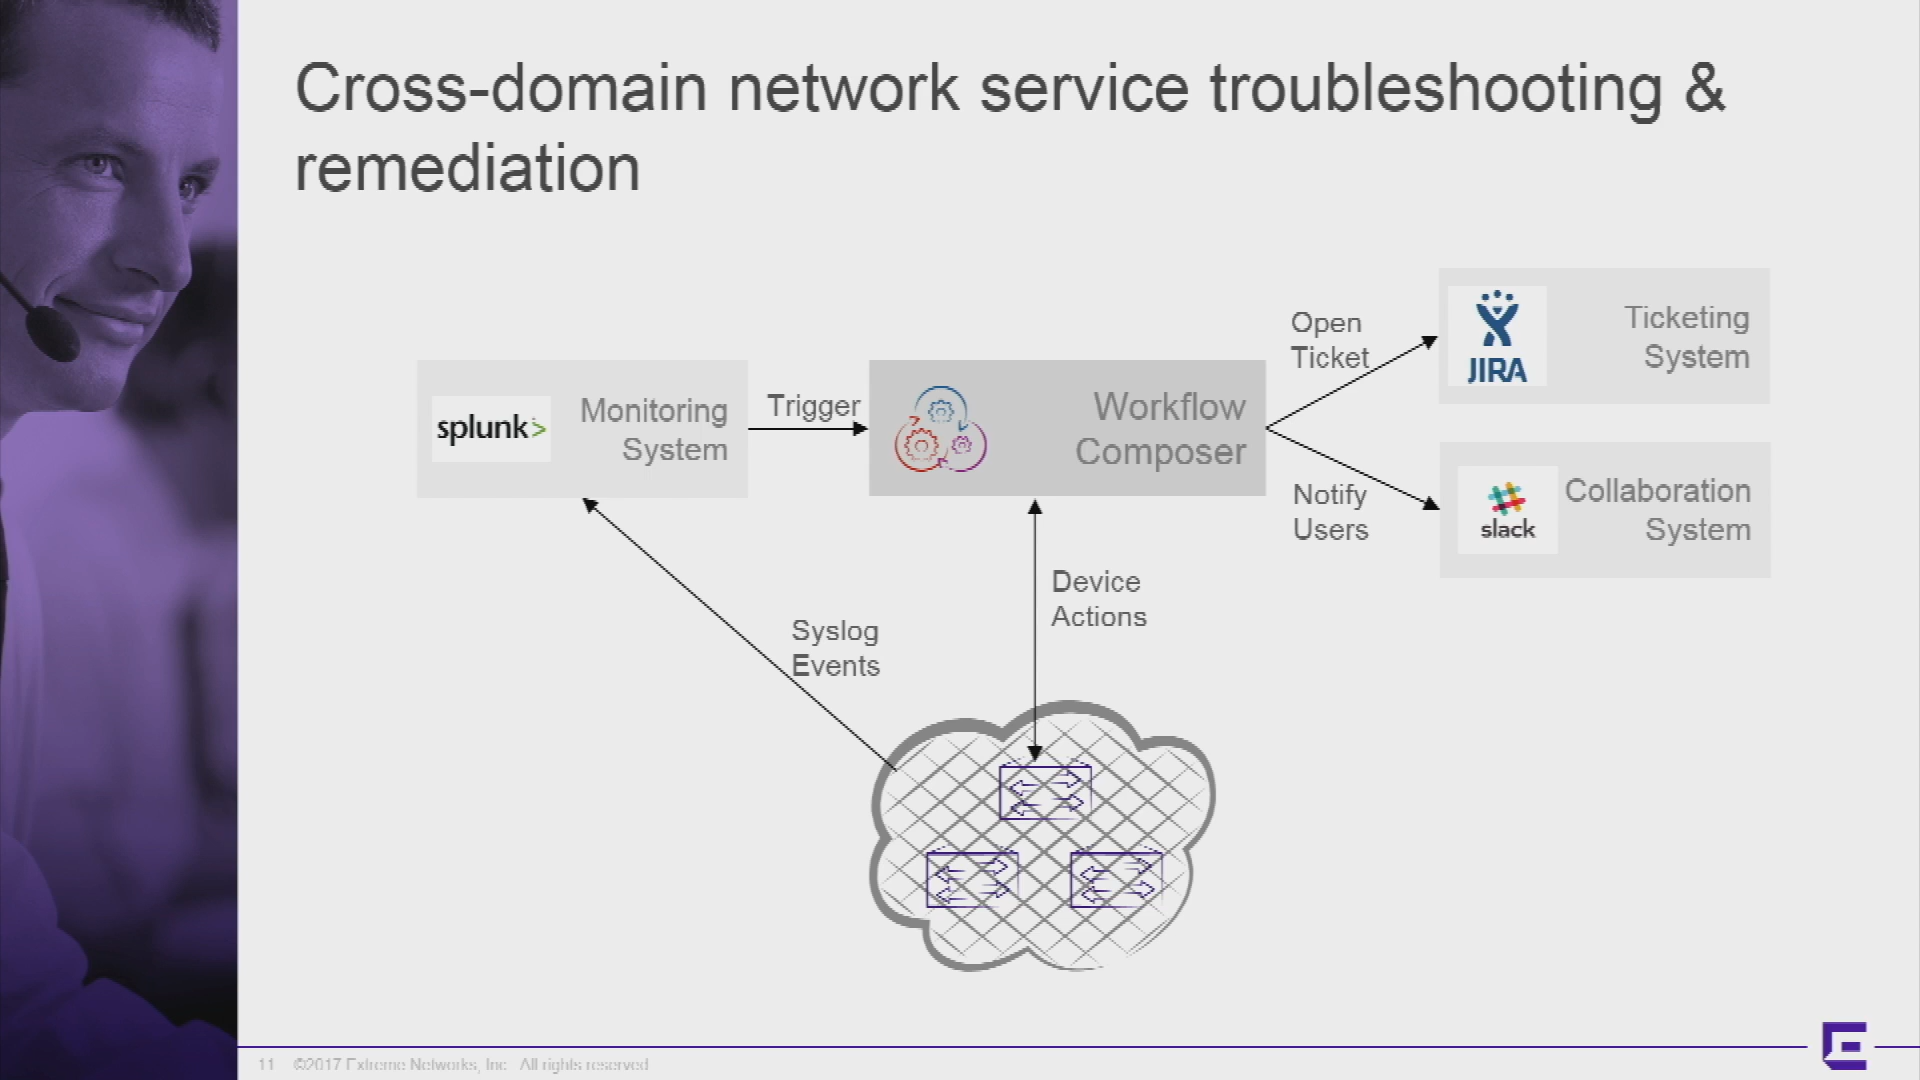 Cross-domain network service troubleshooting &
remediation
splunk>
Monitoring
System
Trigger
Workflow
Composer
Open
Ticket
JIRA
Ticketing
System
Notify
Users
slack
Collaboration
System
Device
Actions
Syslog
Events
11 ©2017 Extreme Networks, Inc. All rights reserved